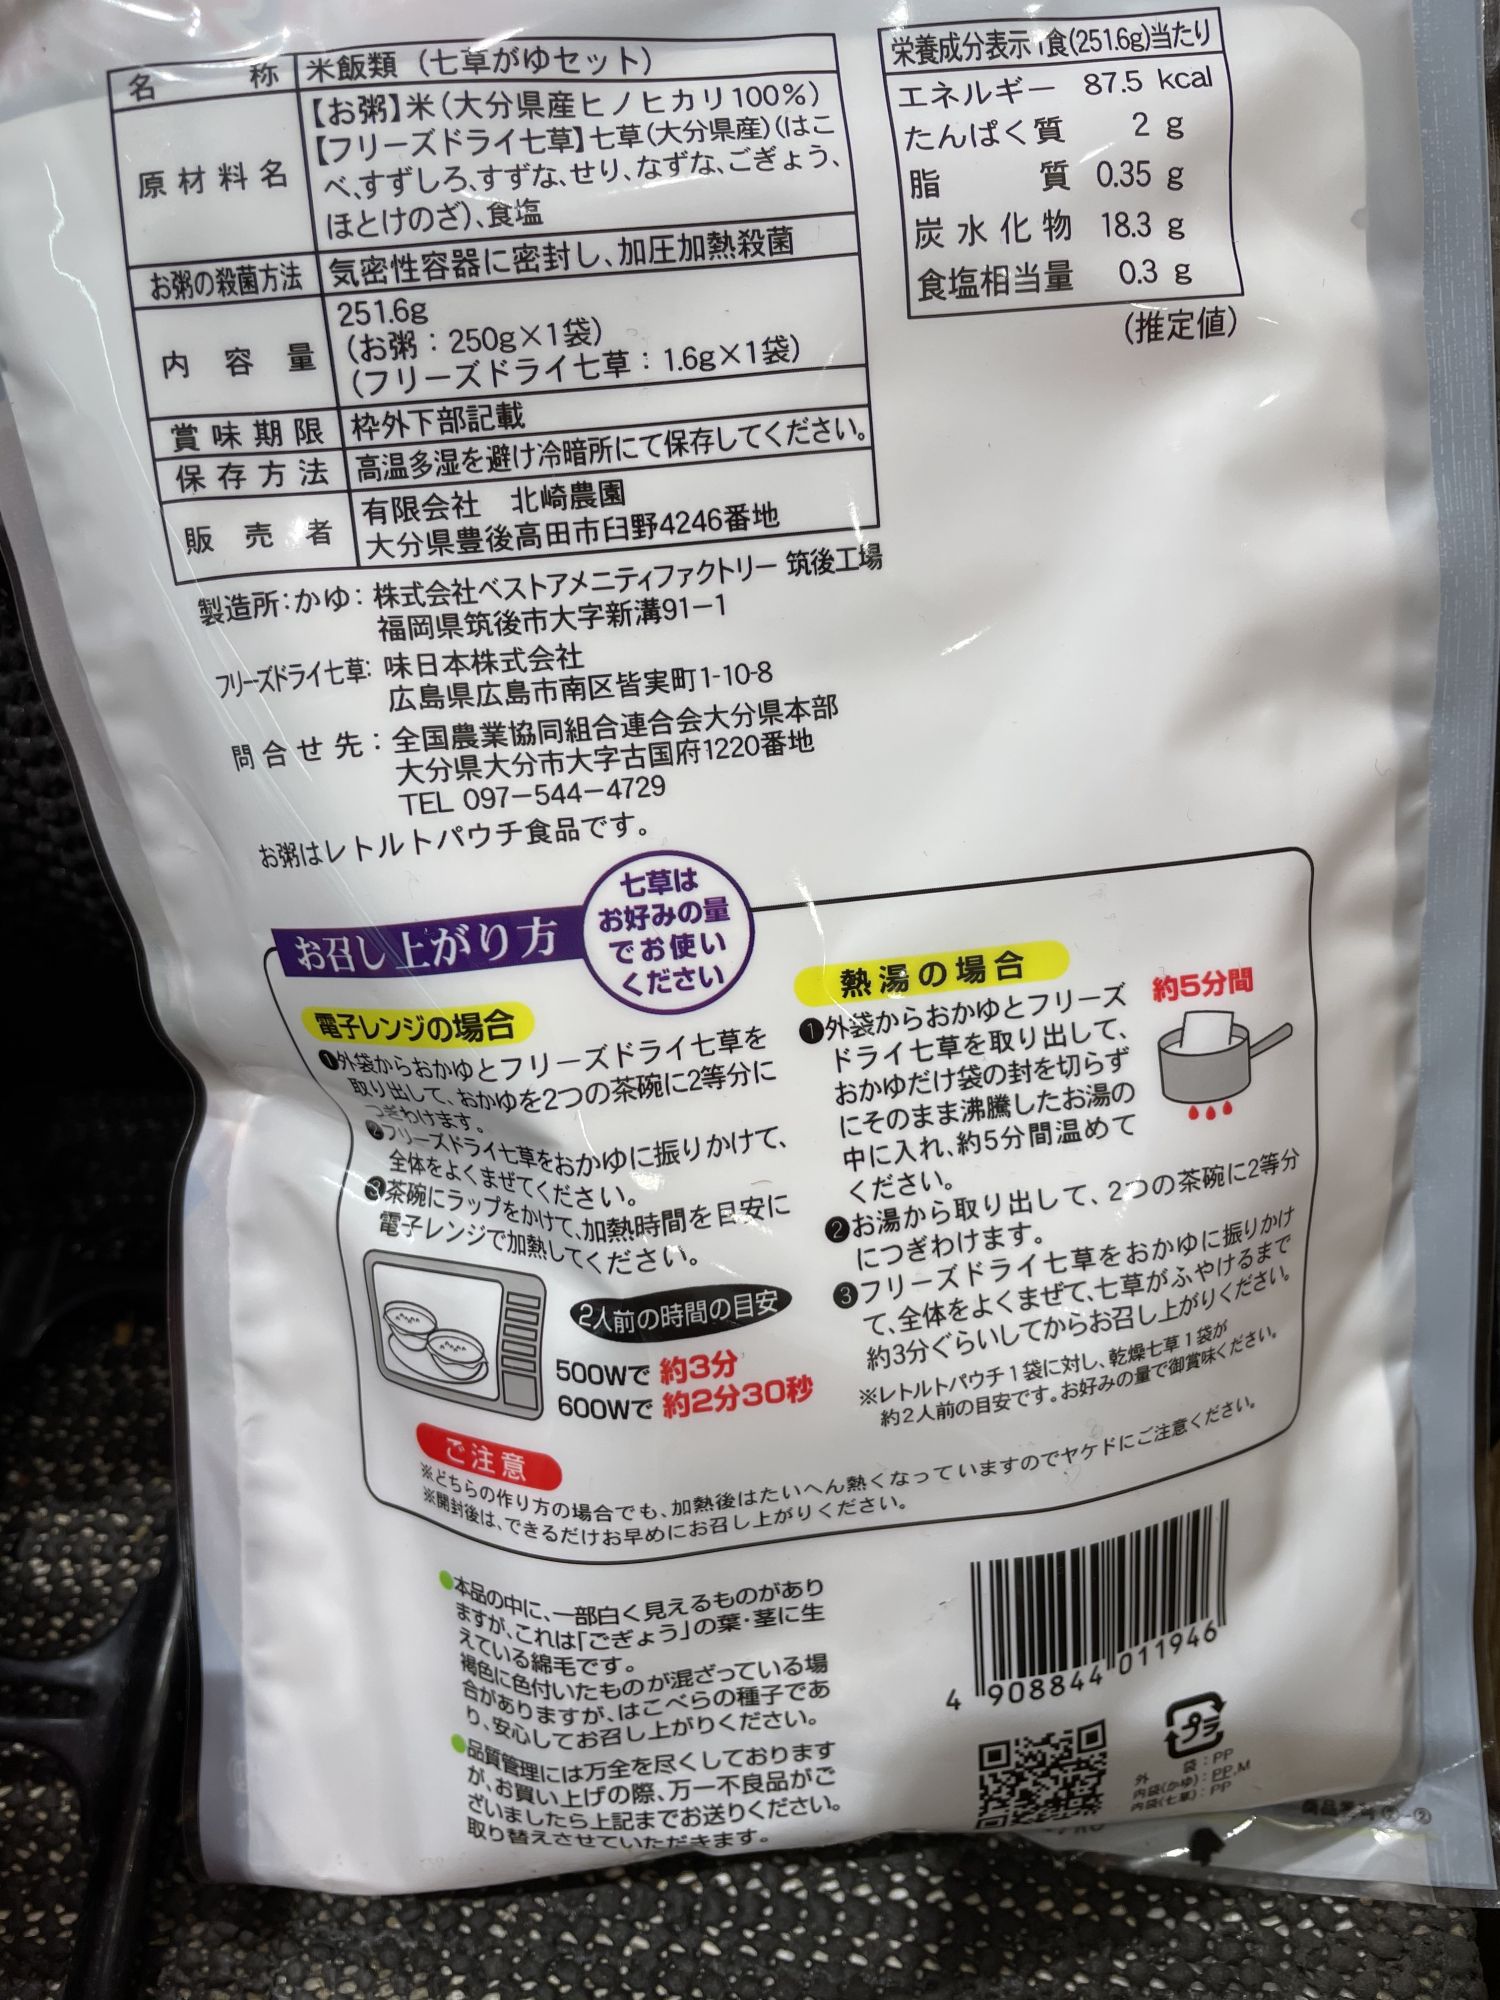 名称 米飯類（七草がゆセット）
原材料名 【お粥】米（大分県産ヒノヒカリ100%）
【フリーズドライ七草】七草（大分県産）（はこ
べ、すずしろ、すずな、せり、なずな、ごぎょう、
ほとけのざ）、食塩
お粥の殺菌方法 気密性容器に密封し、加圧加熱殺菌
内容量 251.6g
（お粥：250g×1袋）
（フリーズドライ七草：1.6g×1袋）
賞味期限 枠外下部記載
保存方法 高温多湿を避け冷暗所にて保存してください。
販売者 有限会社 北崎農園
大分県豊後高田市臼野4246番地
栄養成分表示 1食(251.6g)当たり
エネルギー 87.5 kcal
たんぱく質 2 g
脂質 0.35 g
炭水化物 18.3 g
食塩相当量 0.3 g
（推定値）
製造所：かゆ：株式会社ベストアメニティファクトリー 筑後工場
福岡県筑後市大字新溝91－1
フリーズドライ七草：味日本株式会社
広島県広島市南区皆実町1-10-8
問合せ先：全国農業協同組合連合会大分県本部
大分県大分市大字古国府1220番地
TEL 097－544－4729
お粥はレトルトパウチ食品です。
お召し上がり方
七草は
お好みの量
でお使い
ください
電子レンジの場合
❶外袋からおかゆとフリーズドライ七草を
取り出して、おかゆを2つの茶碗に2等分に
つぎわけます。
❷フリーズドライ七草をおかゆに振りかけて、
全体をよくまぜてください。
❸茶碗にラップをかけて、加熱時間を目安に
電子レンジで加熱してください。
2人前の時間の目安
500Wで 約3分
600Wで 約2分30秒
熱湯の場合
約5分間
❶外袋からおかゆとフリーズ
ドライ七草を取り出して、
おかゆだけ袋の封を切らず
にそのまま沸騰したお湯の
中に入れ、約5分間温めて
ください。
❷お湯から取り出して、2つの茶碗に2等分
につぎわけます。
❸フリーズドライ七草をおかゆに振りかけ
て、全体をよくまぜて、七草がふやけるまで
約3分ぐらいしてからお召し上がりください。
※レトルトパウチ1袋に対し、乾燥七草1袋が
約2人前の目安です。お好みの量で御賞味ください。
ご注意
※どちらの作り方の場合でも、加熱後はたいへん熱くなっていますのでヤケドにご注意ください。
※開封後は、できるだけお早めにお召し上がりください。
●本品の中に、一部白く見えるものがあり
ますが、これは「ごぎょう」の葉・茎に生
えている綿毛です。
褐色に色付いたものが混ざっている場
合がありますが、はこべらの種子であ
り、安心してお召し上がりください。
●品質管理には万全を尽くしております
が、お買い上げの際、万一不良品がご
ざいましたら上記までお送りください。
取り替えさせていただきます。
4 908844 011946
プラ
外袋：PP
内袋(かゆ)：PP,M
内袋(七草)：PP